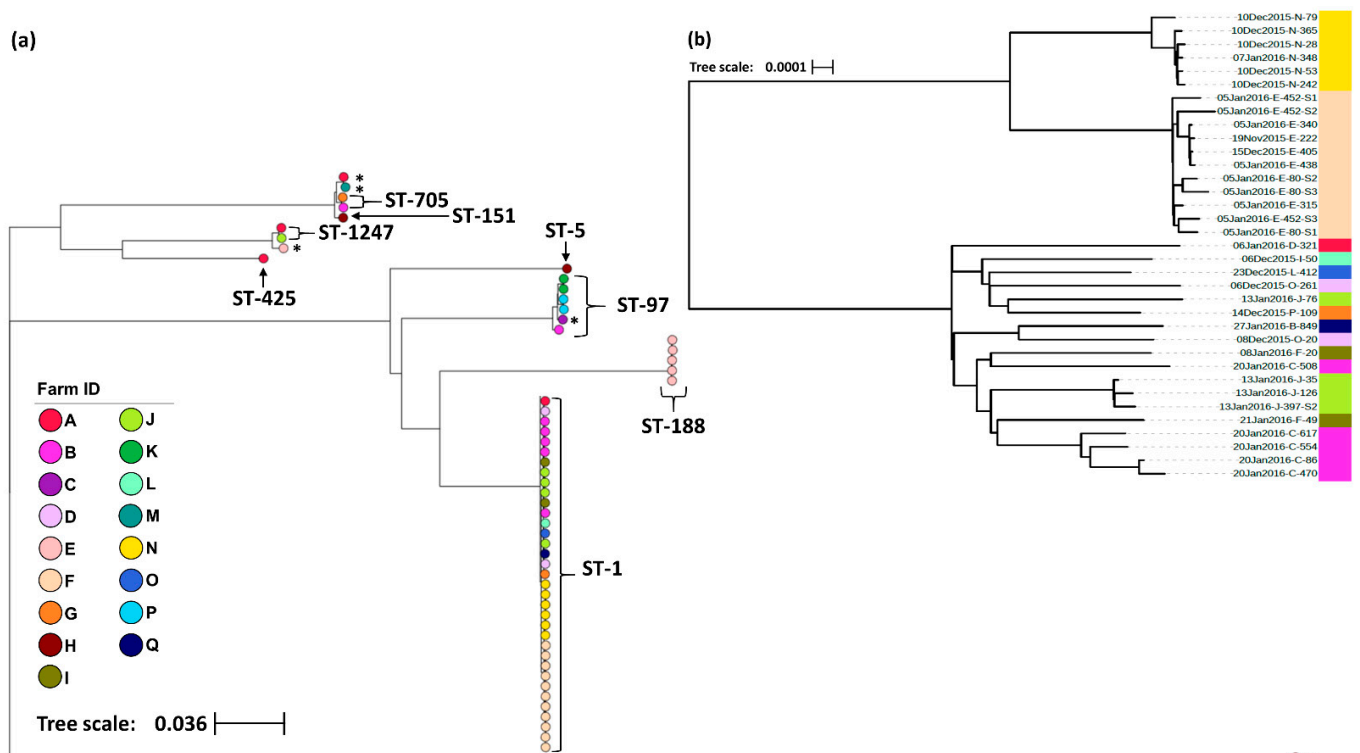 (a)
*
*
ST-705
ST-151
ST-1247
*
ST-425
ST-5
ST-97
*
ST-188
ST-1
Farm ID
A
B
C
D
E
F
G
H
I
J
K
L
M
N
O
P
Q
Tree scale: 0.036
(b)
Tree scale: 0.0001
10Dec2015-N-79
10Dec2015-N-365
10Dec2015-N-28
07Jan2016-N-348
10Dec2015-N-53
10Dec2015-N-242
05Jan2016-E-452-S1
05Jan2016-E-452-S2
05Jan2016-E-340
19Nov2015-E-222
15Dec2015-E-405
05Jan2016-E-438
05Jan2016-E-80-S2
05Jan2016-E-80-S3
05Jan2016-E-315
05Jan2016-E-452-S3
05Jan2016-E-80-S1
06Jan2016-D-321
06Dec2015-I-50
23Dec2015-L-412
06Dec2015-O-261
13Jan2016-J-76
14Dec2015-P-109
27Jan2016-B-849
08Dec2015-O-20
08Jan2016-F-20
20Jan2016-C-508
13Jan2016-J-35
13Jan2016-J-126
13Jan2016-J-397-S2
21Jan2016-F-49
20Jan2016-C-617
20Jan2016-C-554
20Jan2016-C-86
20Jan2016-C-470